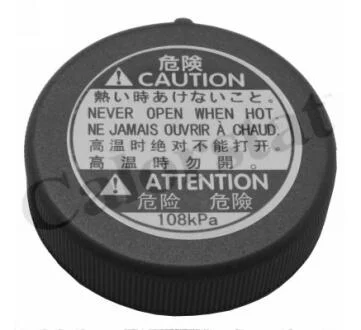 危険
⚠ CAUTION
熱い時あけないこと。
NEVER OPEN WHEN HOT.
NE JAMAIS OUVRIR À CHAUD.
高温时绝对不能打开
高温時勿開。
⚠ ATTENTION
危险 危險
108kPa